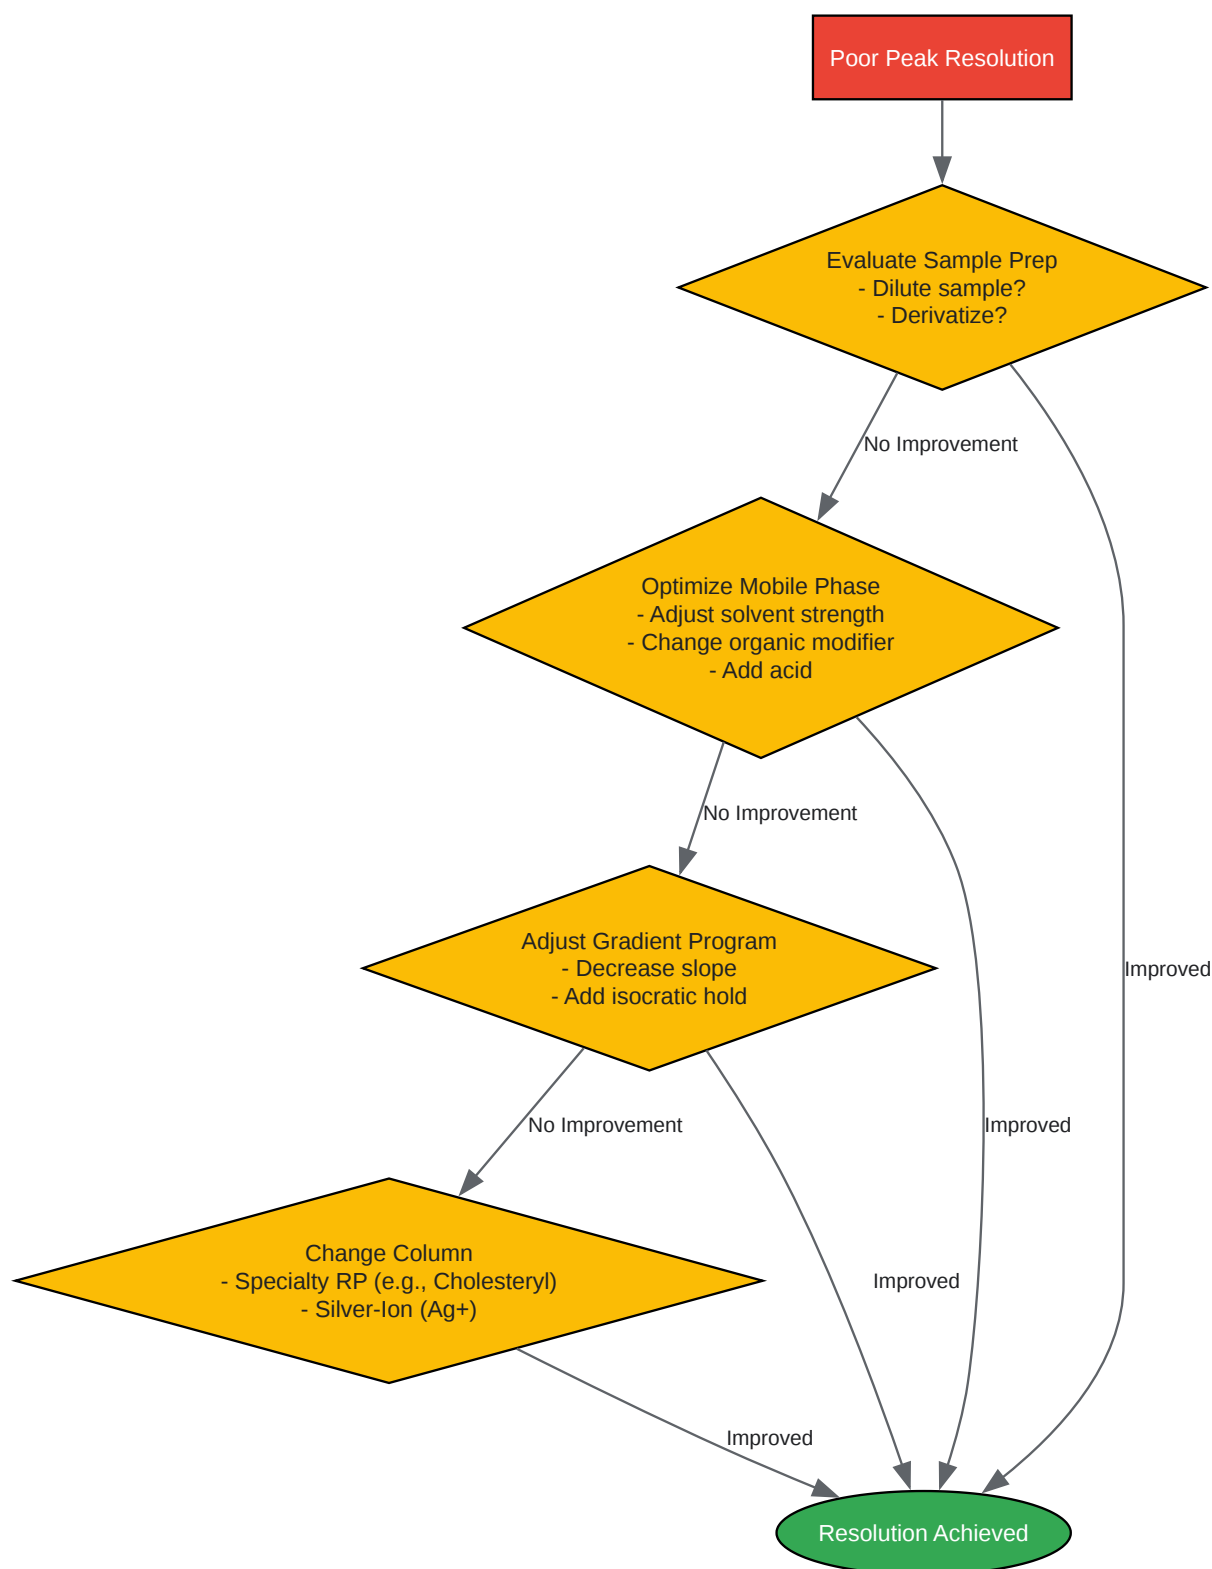 Poor Peak Resolution
Evaluate Sample Prep
- Dilute sample?
- Derivatize?
No Improvement
Optimize Mobile Phase
- Adjust solvent strength
- Change organic modifier
- Add acid
No Improvement
Adjust Gradient Program
- Decrease slope
- Add isocratic hold
Improved
No Improvement
Improved
Change Column
- Specialty RP (e.g., Cholesteryl)
- Silver-Ion (Ag+)
Improved
Improved
Resolution Achieved